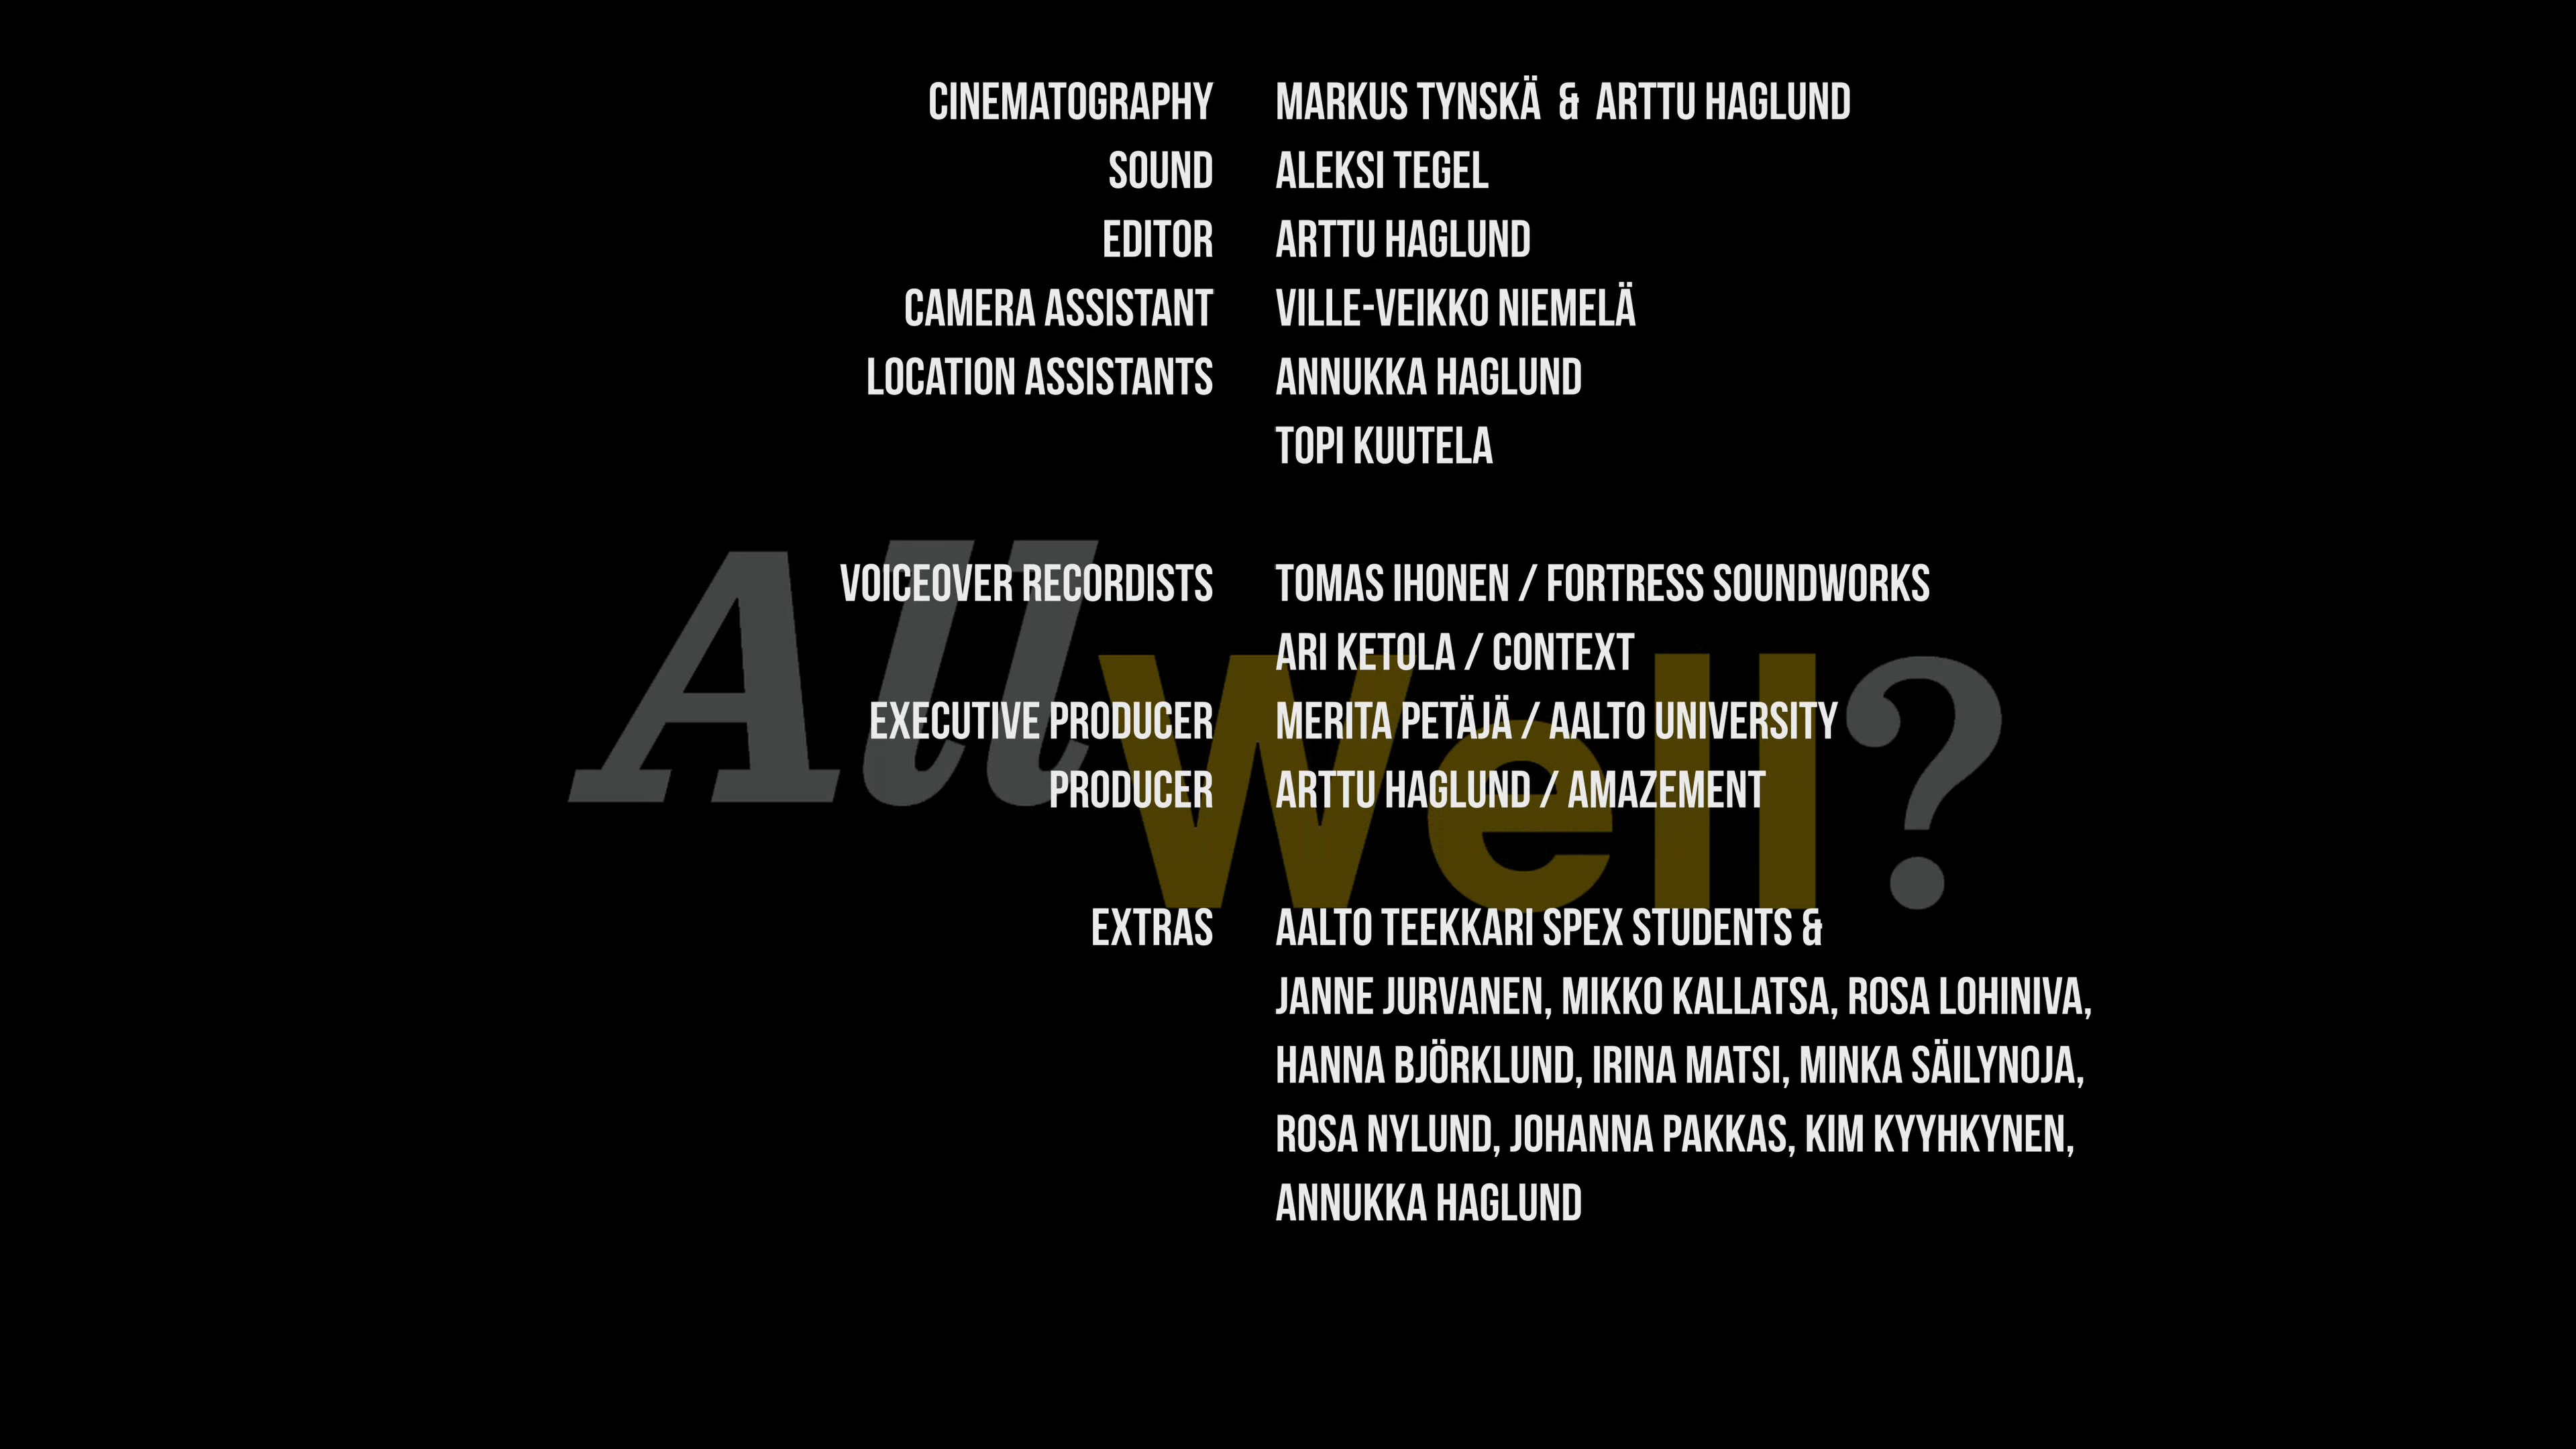 CINEMATOGRAPHY MARKUS TYNSKÄ & ARTTU HAGLUND
SOUND ALEKSI TEGEL
EDITOR ARTTU HAGLUND
CAMERA ASSISTANT VILLE-VEIKKO NIEMELÄ
LOCATION ASSISTANTS ANNUKKA HAGLUND
TOPI KUUTELA
All Well?
VOICEOVER RECORDISTS TOMAS IHONEN / FORTRESS SOUNDWORKS
ARI KETOLA / CONTEXT
EXECUTIVE PRODUCER MERITA PETÄJÄ / AALTO UNIVERSITY
PRODUCER ARTTU HAGLUND / AMAZEMENT
EXTRAS AALTO TEEKKARI SPEX STUDENTS &
JANNE JURVANEN, MIKKO KALLATSA, ROSA LOHINIVA,
HANNA BJÖRKLUND, IRINA MATSI, MINKA SÄILYNOJA,
ROSA NYLUND, JOHANNA PAKKAS, KIM KYYHKYNEN,
ANNUKKA HAGLUND